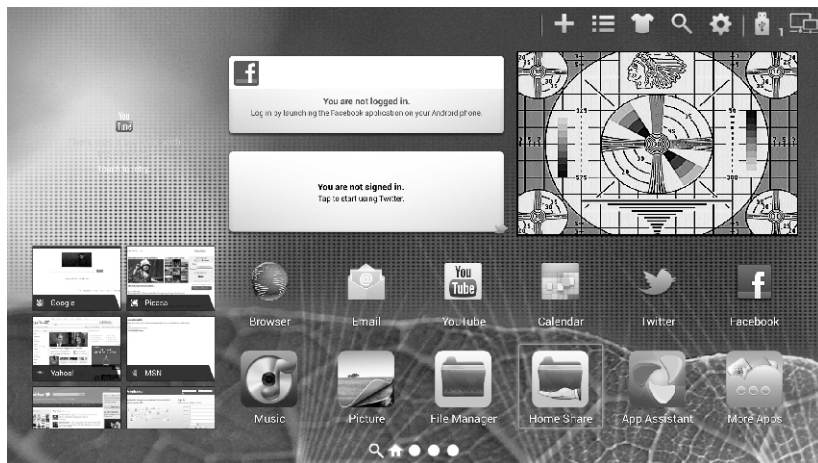 1
You are not logged in.
Log in by launching the Facebook application on your Android phone.
You
Tube
You are not signed in.
Tap to start using Twitter.
Google
Picasa
Yahoo!
MSN
You
Tube
Browser
Email
YouTube
Calendar
Twitter
Facebook
Music
Picture
File Manager
Home Share
App Assistant
More Apps